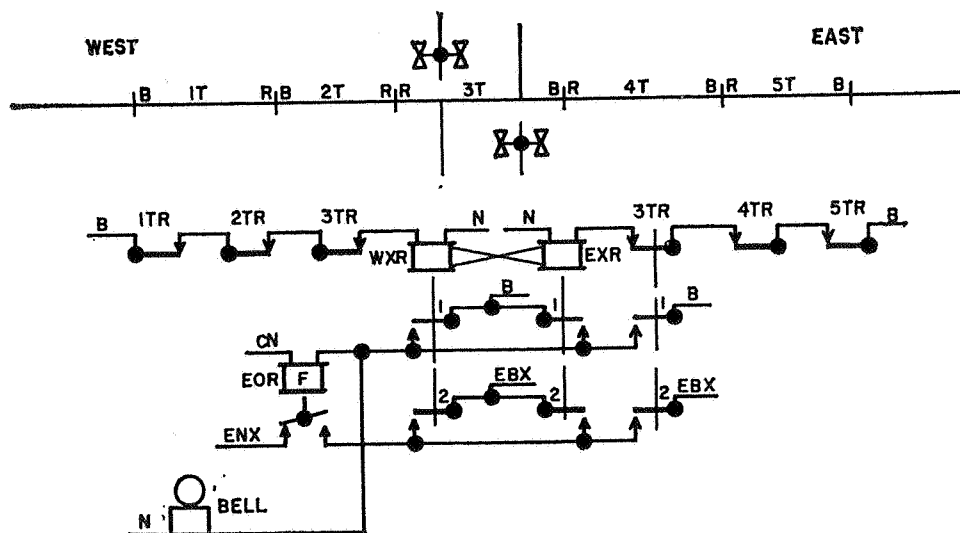 WEST EAST
B 1T R B 2T R R 3T B R 4T B R 5T B
B 1TR 2TR 3TR N N 3TR 4TR 5TR B
WXR EXR
1 B 1 1 B
CN
EOR F 2 EBX 2 2 EBX
ENX
BELL
N